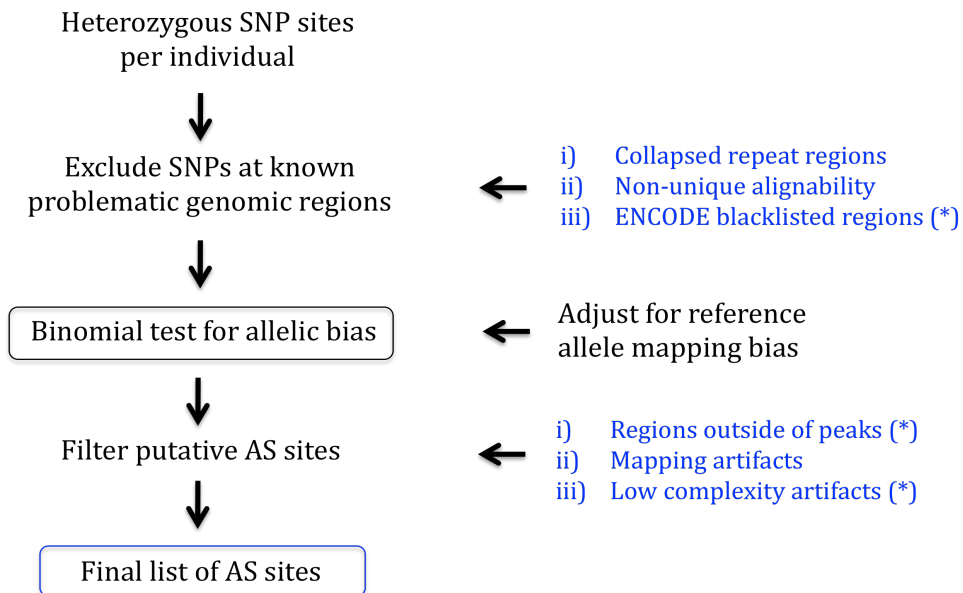 Heterozygous SNP sites
per individual
Exclude SNPs at known
problematic genomic regions
i) Collapsed repeat regions
ii) Non-unique alignability
iii) ENCODE blacklisted regions (*)
Binomial test for allelic bias
Adjust for reference
allele mapping bias
Filter putative AS sites
i) Regions outside of peaks (*)
ii) Mapping artifacts
iii) Low complexity artifacts (*)
Final list of AS sites